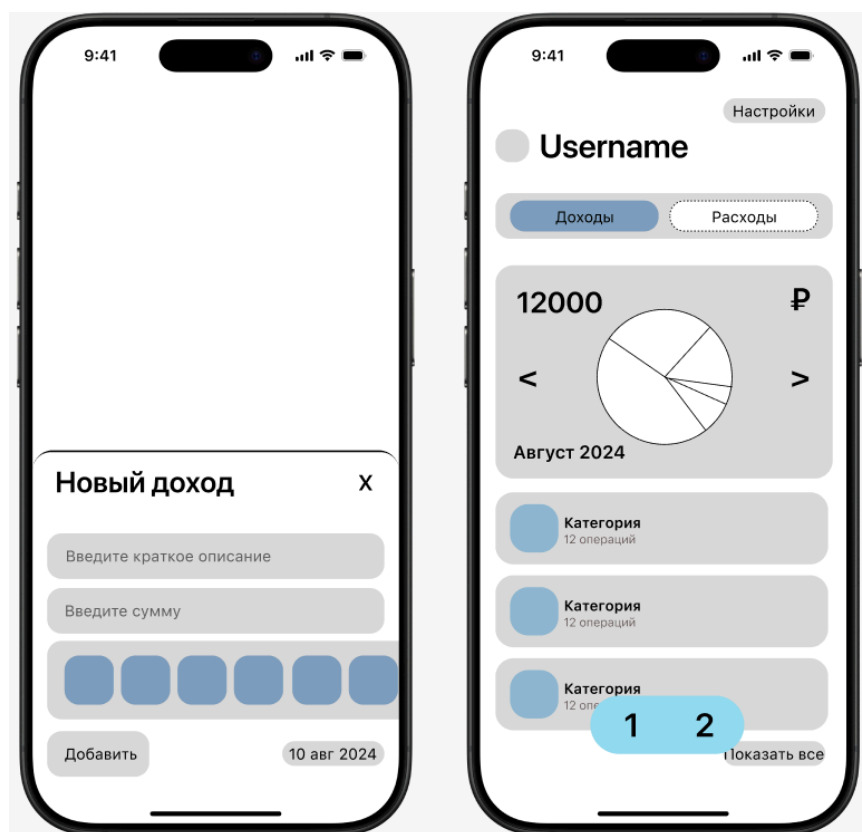 9:41
Новый доход
X
Введите краткое описание
Введите сумму
Добавить
10 авг 2024
9:41
Настройки
Username
Доходы
Расходы
12000
₽
<
>
Август 2024
Категория
12 операций
Категория
12 операций
Категория
12
1
2
Показать все